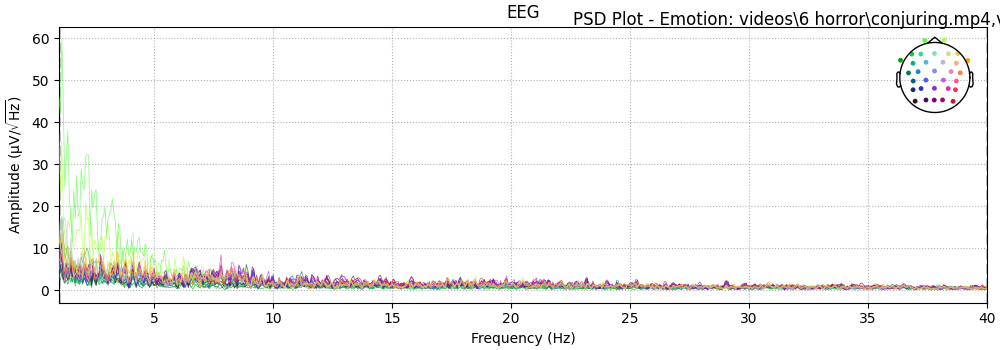 EEG
PSD Plot - Emotion: videos\6 horror\conjuring.mp4,v
Amplitude (µV/√Hz)
60
50
40
30
20
10
0
5 10 15 20 25 30 35 40
Frequency (Hz)